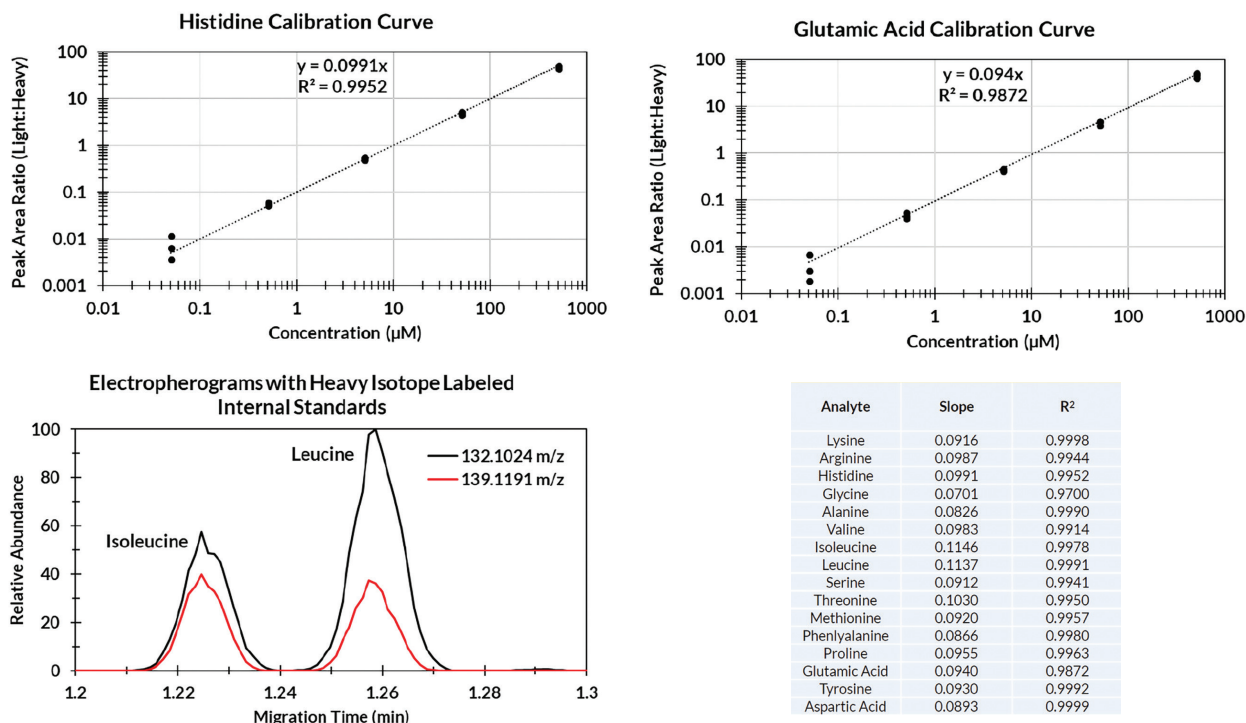 Histidine Calibration Curve
Peak Area Ratio (Light:Heavy)
100
10
1
0.1
0.01
0.001
y = 0.0991x
R² = 0.9952
0.01 0.1 1 10 100 1000
Concentration (µM)
Glutamic Acid Calibration Curve
Peak Area Ratio (Light:Heavy)
100
10
1
0.1
0.01
0.001
y = 0.094x
R² = 0.9872
0.01 0.1 1 10 100 1000
Concentration (µM)
Electropherograms with Heavy Isotope Labeled
Internal Standards
Relative Abundance
100
80
60
40
20
0
Isoleucine
Leucine
132.1024 m/z
139.1191 m/z
1.2 1.22 1.24 1.26 1.28 1.3
Migration Time (min)
Analyte Slope R²
Lysine 0.0916 0.9998
Arginine 0.0987 0.9944
Histidine 0.0991 0.9952
Glycine 0.0701 0.9700
Alanine 0.0826 0.9990
Valine 0.0983 0.9914
Isoleucine 0.1146 0.9978
Leucine 0.1137 0.9991
Serine 0.0912 0.9941
Threonine 0.1030 0.9950
Methionine 0.0920 0.9957
Phenlyalanine 0.0866 0.9980
Proline 0.0955 0.9963
Glutamic Acid 0.0940 0.9872
Tyrosine 0.0930 0.9992
Aspartic Acid 0.0893 0.9999